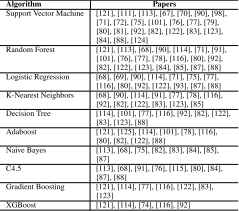 Algorithm Papers
Support Vector Machine [121], [111], [113], [67], [70], [90], [98],
[71], [72], [75], [101], [76], [77], [79],
[80], [81], [92], [82], [122], [83], [123],
[84], [88], [124]
Random Forest [121], [113], [68], [90], [114], [71], [91],
[101], [76], [77], [78], [116], [80], [92],
[82], [122], [123], [84], [85], [87], [88]
Logistic Regression [68], [69], [90], [114], [71], [75], [77],
[116], [80], [92], [122], [93], [87], [88]
K-Nearest Neighbors [68], [90], [114], [91], [77], [78], [116],
[92], [82], [122], [83], [123], [85]
Decision Tree [114], [101], [77], [116], [92], [82], [122],
[83], [123], [88]
Adaboost [121], [125], [114], [101], [78], [116],
[80], [82], [122], [88]
Naive Bayes [113], [68], [75], [82], [83], [84], [85],
[87]
C4.5 [113], [68], [91], [76], [115], [80], [84],
[87], [88]
Gradient Boosting [121], [114], [77], [116], [122], [83],
[123]
XGBoost [121], [114], [74], [116], [92]